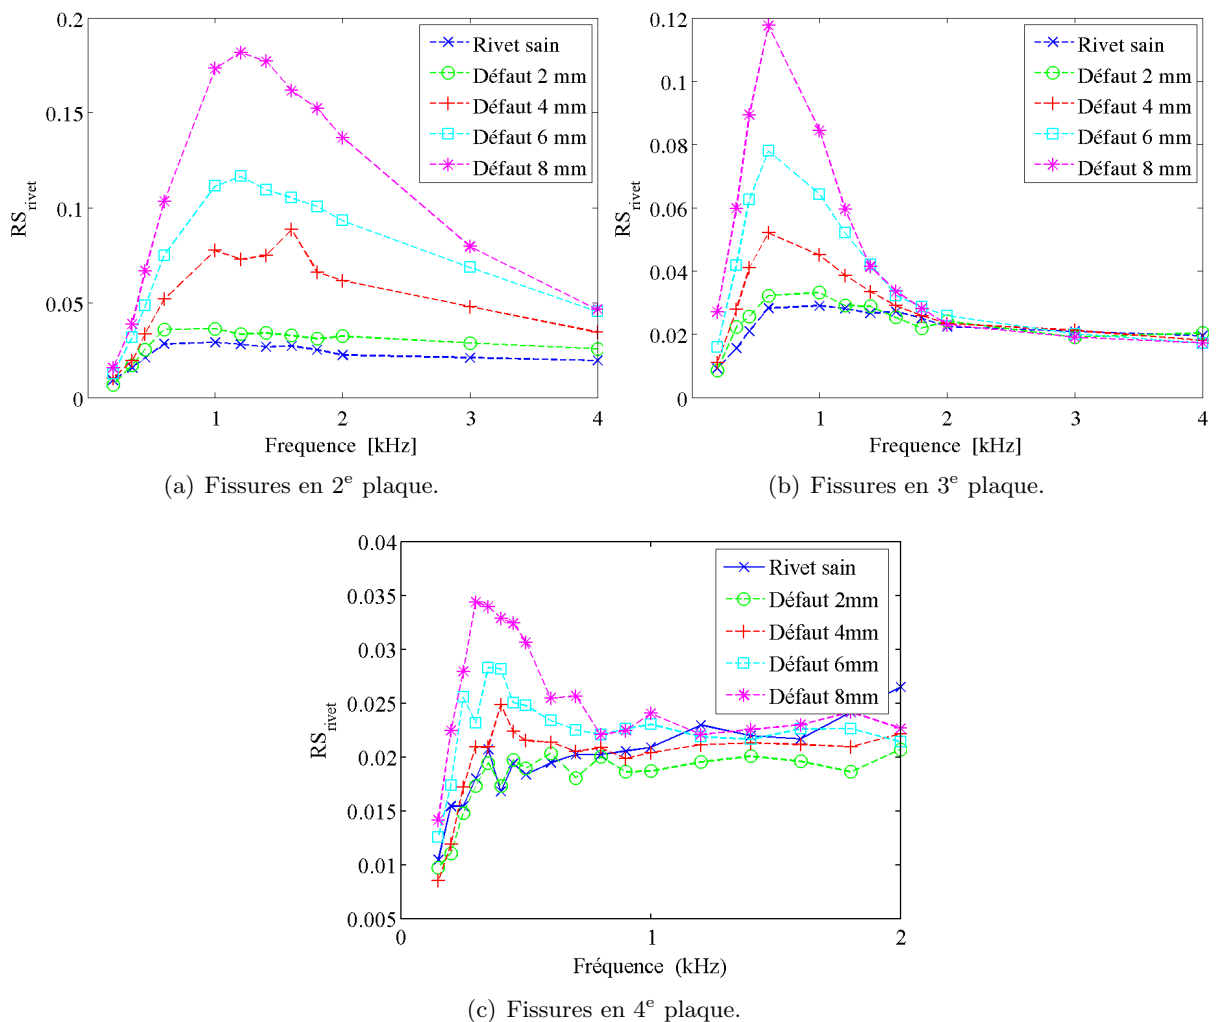 0.2
0.15
0.1
0.05
0
1
2
3
4
RS_rivet
Frequence [kHz]
Rivet sain
Défaut 2 mm
Défaut 4 mm
Défaut 6 mm
Défaut 8 mm
(a) Fissures en 2e plaque.
0.12
0.1
0.08
0.06
0.04
0.02
0
1
2
3
4
RS_rivet
Frequence [kHz]
Rivet sain
Défaut 2 mm
Défaut 4 mm
Défaut 6 mm
Défaut 8 mm
(b) Fissures en 3e plaque.
0.04
0.035
0.03
0.025
0.02
0.015
0.01
0.005
0
1
2
RS_rivet
Fréquence (kHz)
Rivet sain
Défaut 2mm
Défaut 4mm
Défaut 6mm
Défaut 8mm
(c) Fissures en 4e plaque.